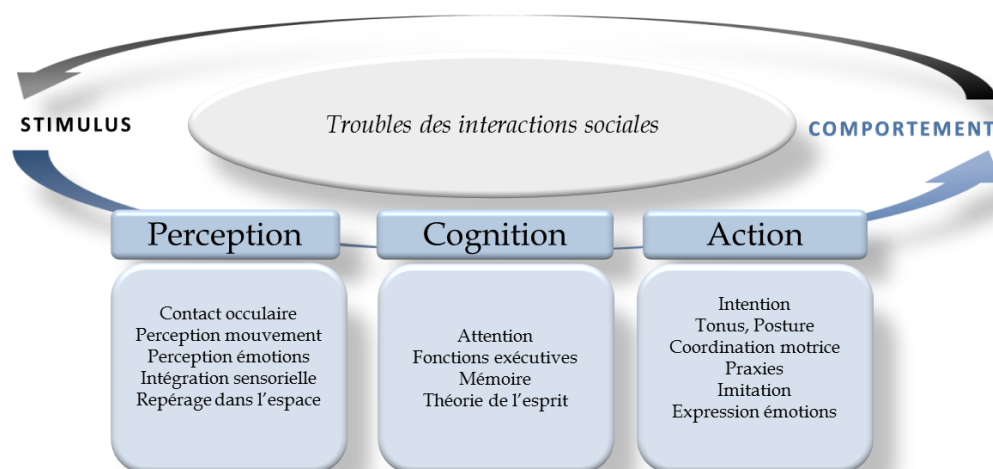 Troubles des interactions sociales
STIMULUS
COMPORTEMENT
Perception
Contact occulaire
Perception mouvement
Perception émotions
Intégration sensorielle
Repérage dans l'espace
Cognition
Attention
Fonctions exécutives
Mémoire
Théorie de l'esprit
Action
Intention
Tonus, Posture
Coordination motrice
Praxies
Imitation
Expression émotions